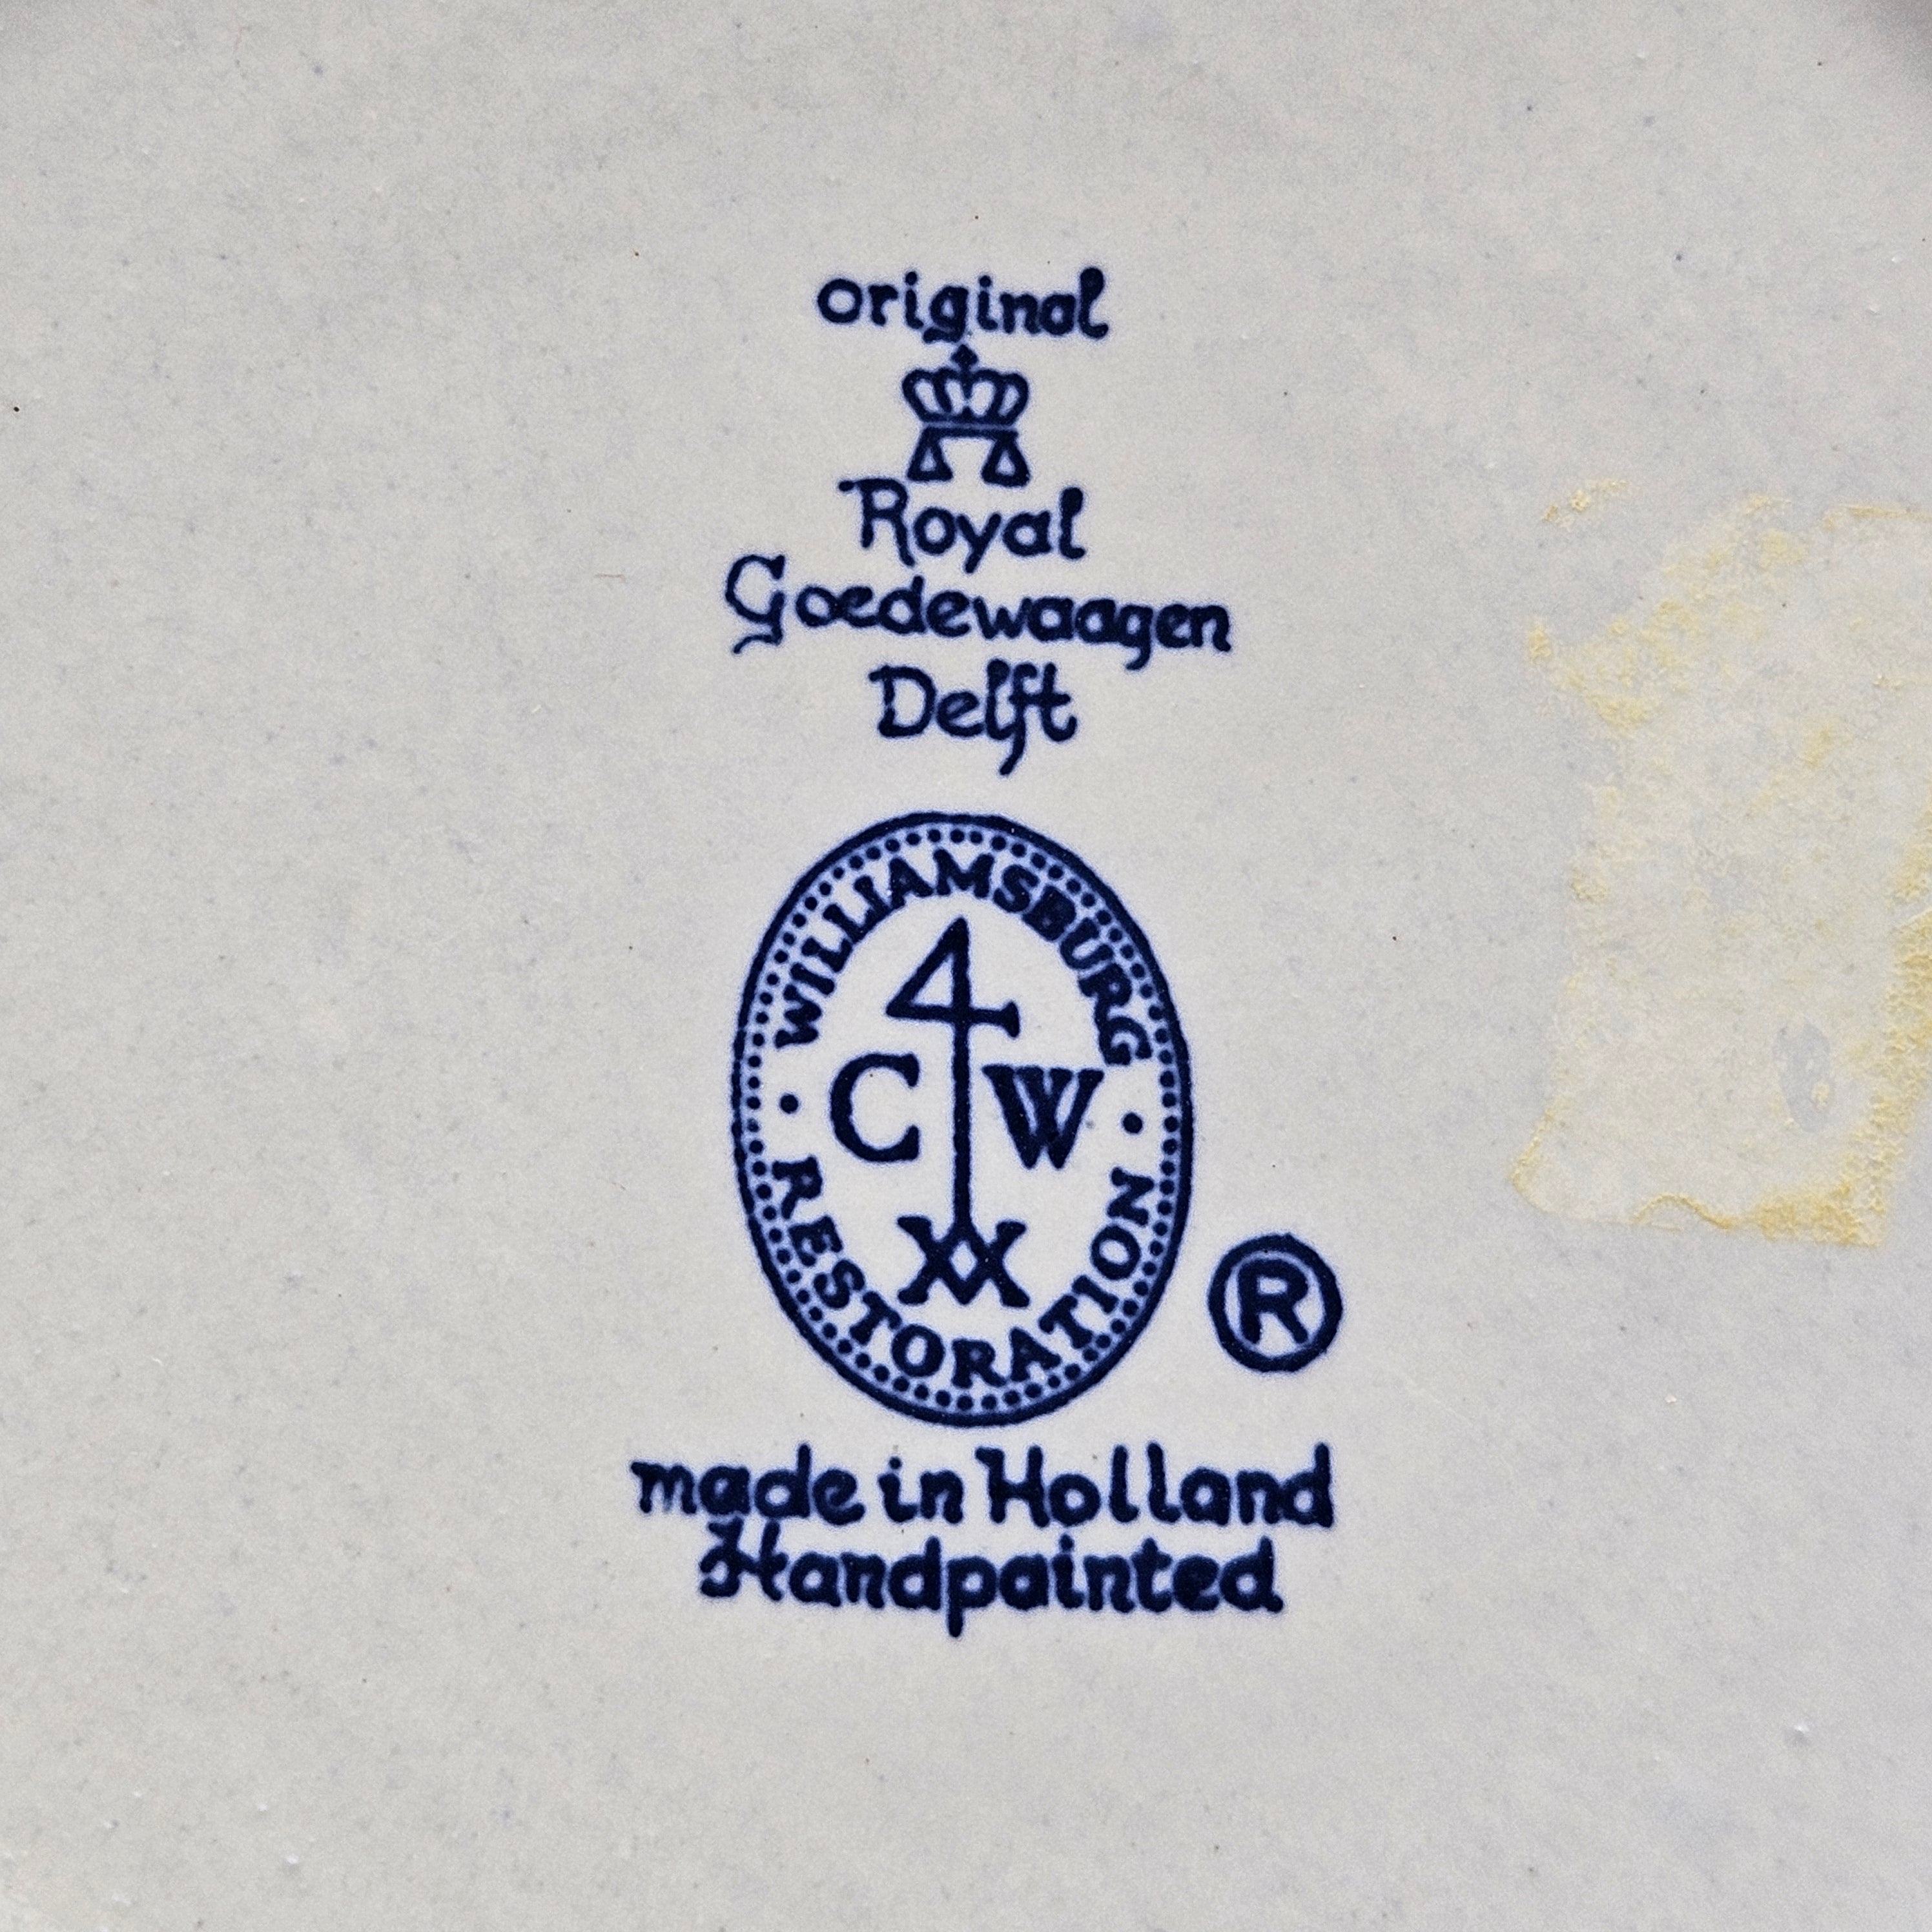 original
Royal
Goedewaagen
Delft
WILLIAMSBURG
C W
RESTORATION
®
made in Holland
Handpainted